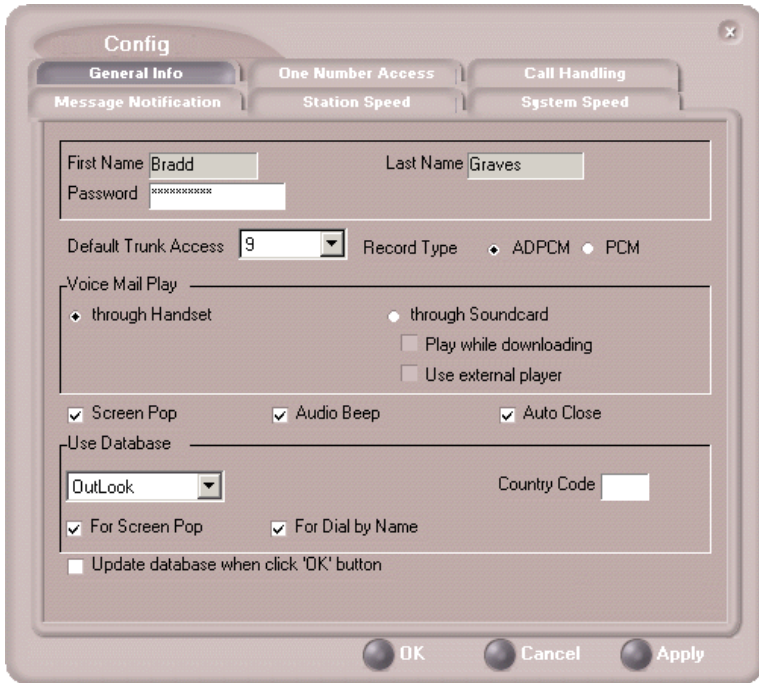 Config
x
General Info One Number Access Call Handling
Message Notification Station Speed System Speed
First Name Bradd Last Name Graves
Password **********
Default Trunk Access 9 Record Type ADPCM PCM
Voice Mail Play
through Handset through Soundcard
Play while downloading
Use external player
Screen Pop Audio Beep Auto Close
Use Database
OutLook Country Code
For Screen Pop For Dial by Name
Update database when click 'OK' button
OK Cancel Apply